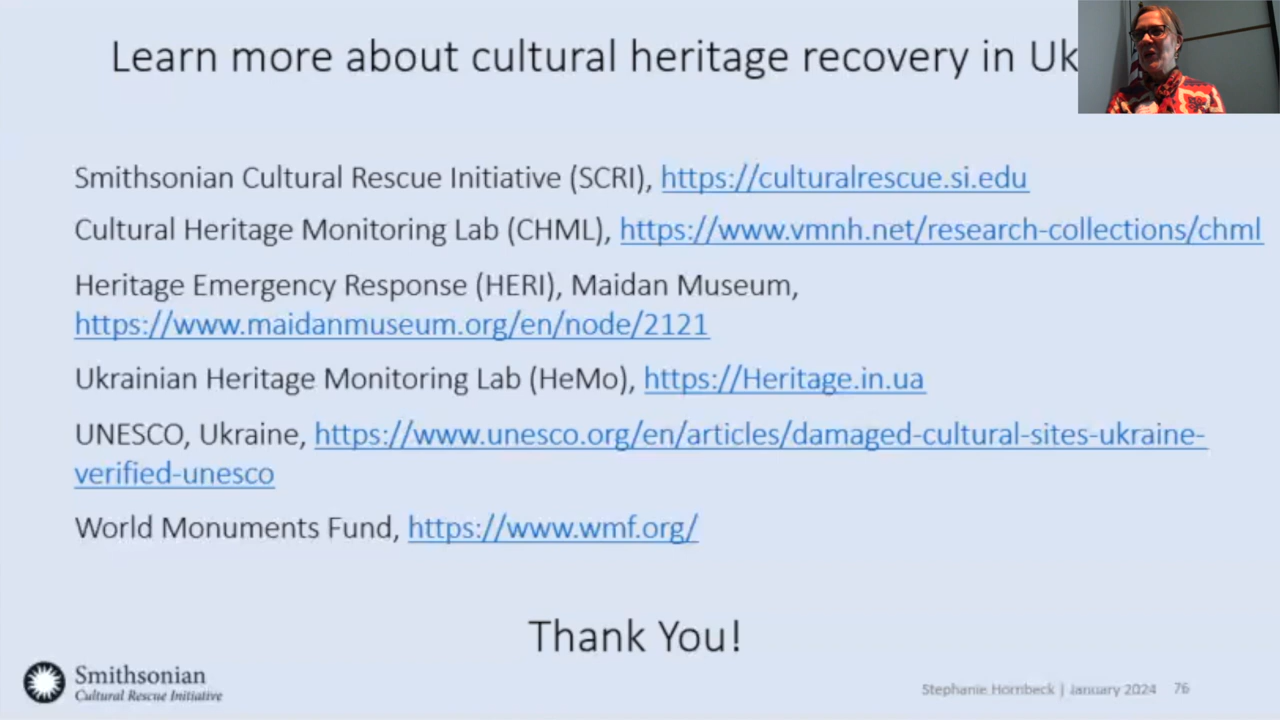 Learn more about cultural heritage recovery in Uk
Smithsonian Cultural Rescue Initiative (SCRI), https://culturalrescue.si.edu
Cultural Heritage Monitoring Lab (CHML), https://www.vmnh.net/research-collections/chml
Heritage Emergency Response (HERI), Maidan Museum,
https://www.maidanmuseum.org/en/node/2121
Ukrainian Heritage Monitoring Lab (HeMo), https://Heritage.in.ua
UNESCO, Ukraine, https://www.unesco.org/en/articles/damaged-cultural-sites-ukraine-
verified-unesco
World Monuments Fund, https://www.wmf.org/
Thank You!
Smithsonian
Cultural Rescue Initiative
Stephanie Hornbeck | January 2024 76